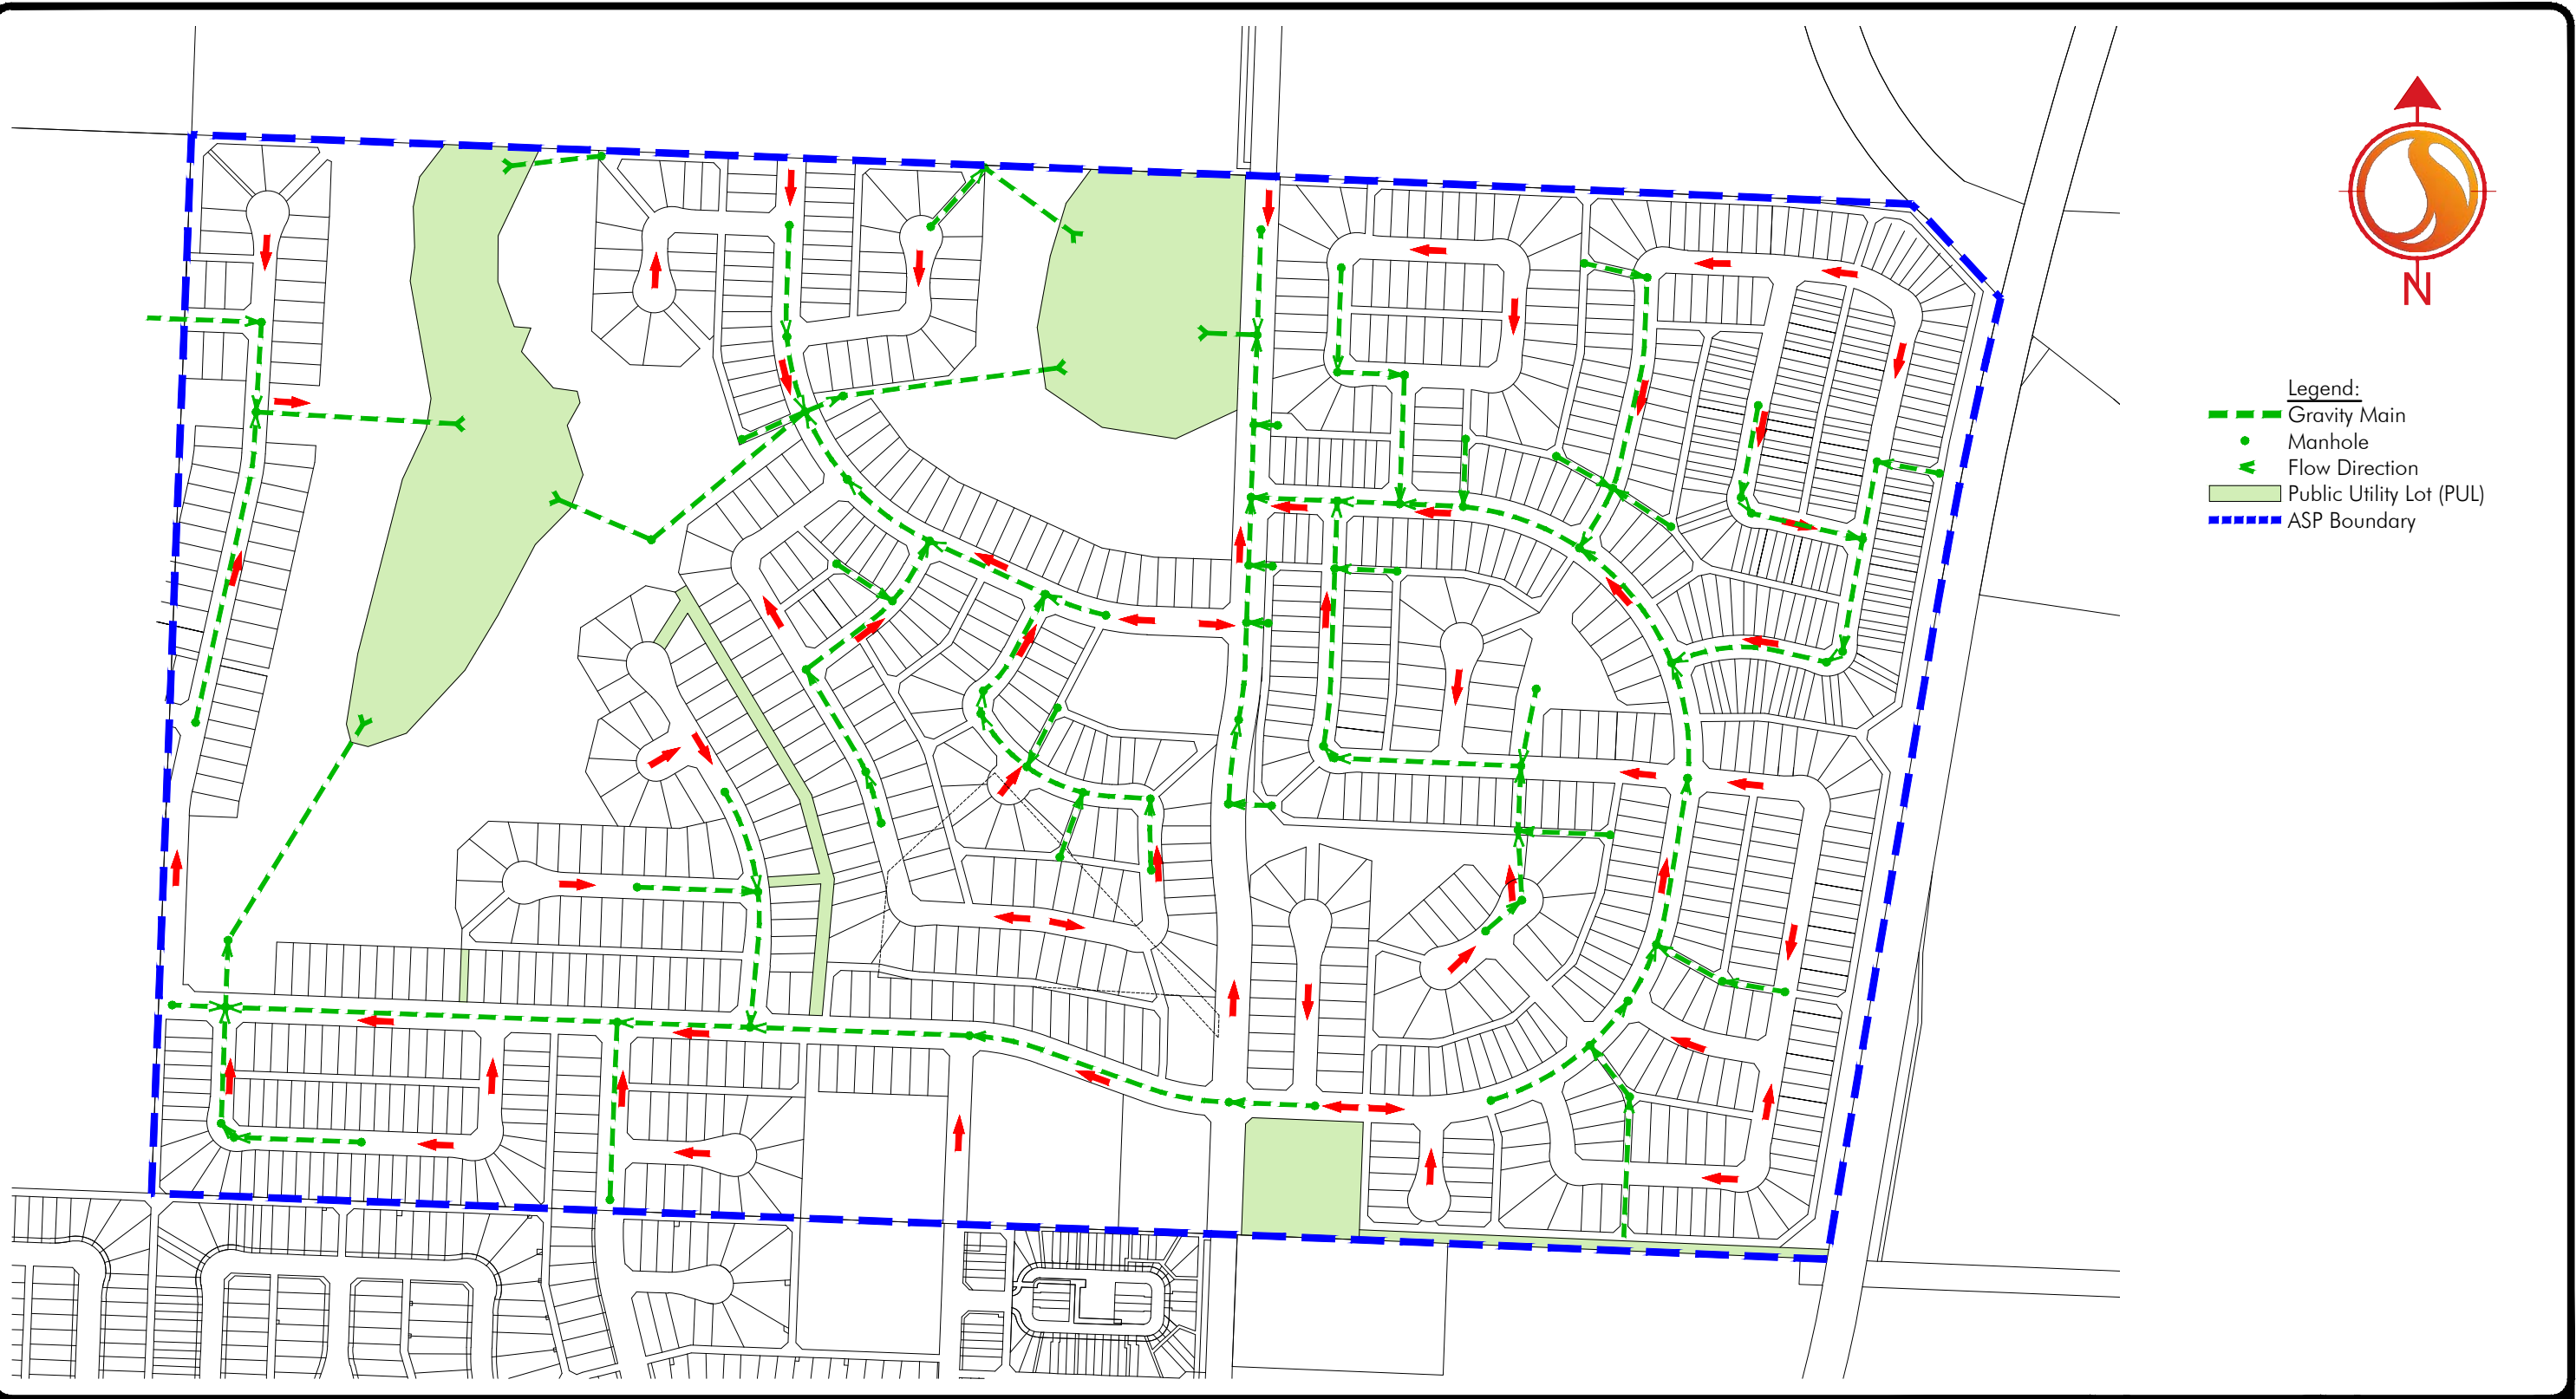 N
Legend:
Gravity Main
Manhole
Flow Direction
Public Utility Lot (PUL)
ASP Boundary